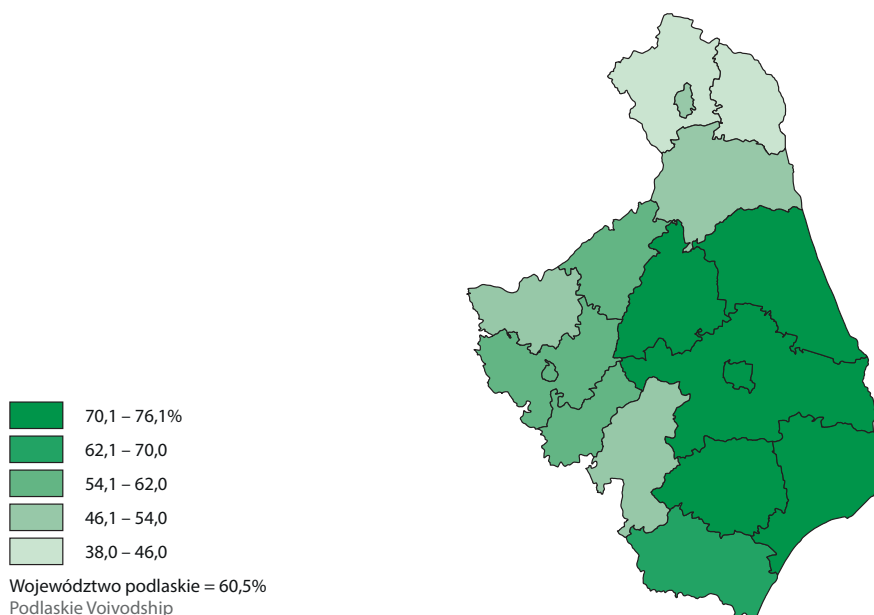 70,1 – 76,1%
62,1 – 70,0
54,1 – 62,0
46,1 – 54,0
38,0 – 46,0
Województwo podlaskie = 60,5%
Podlaskie Voivodship